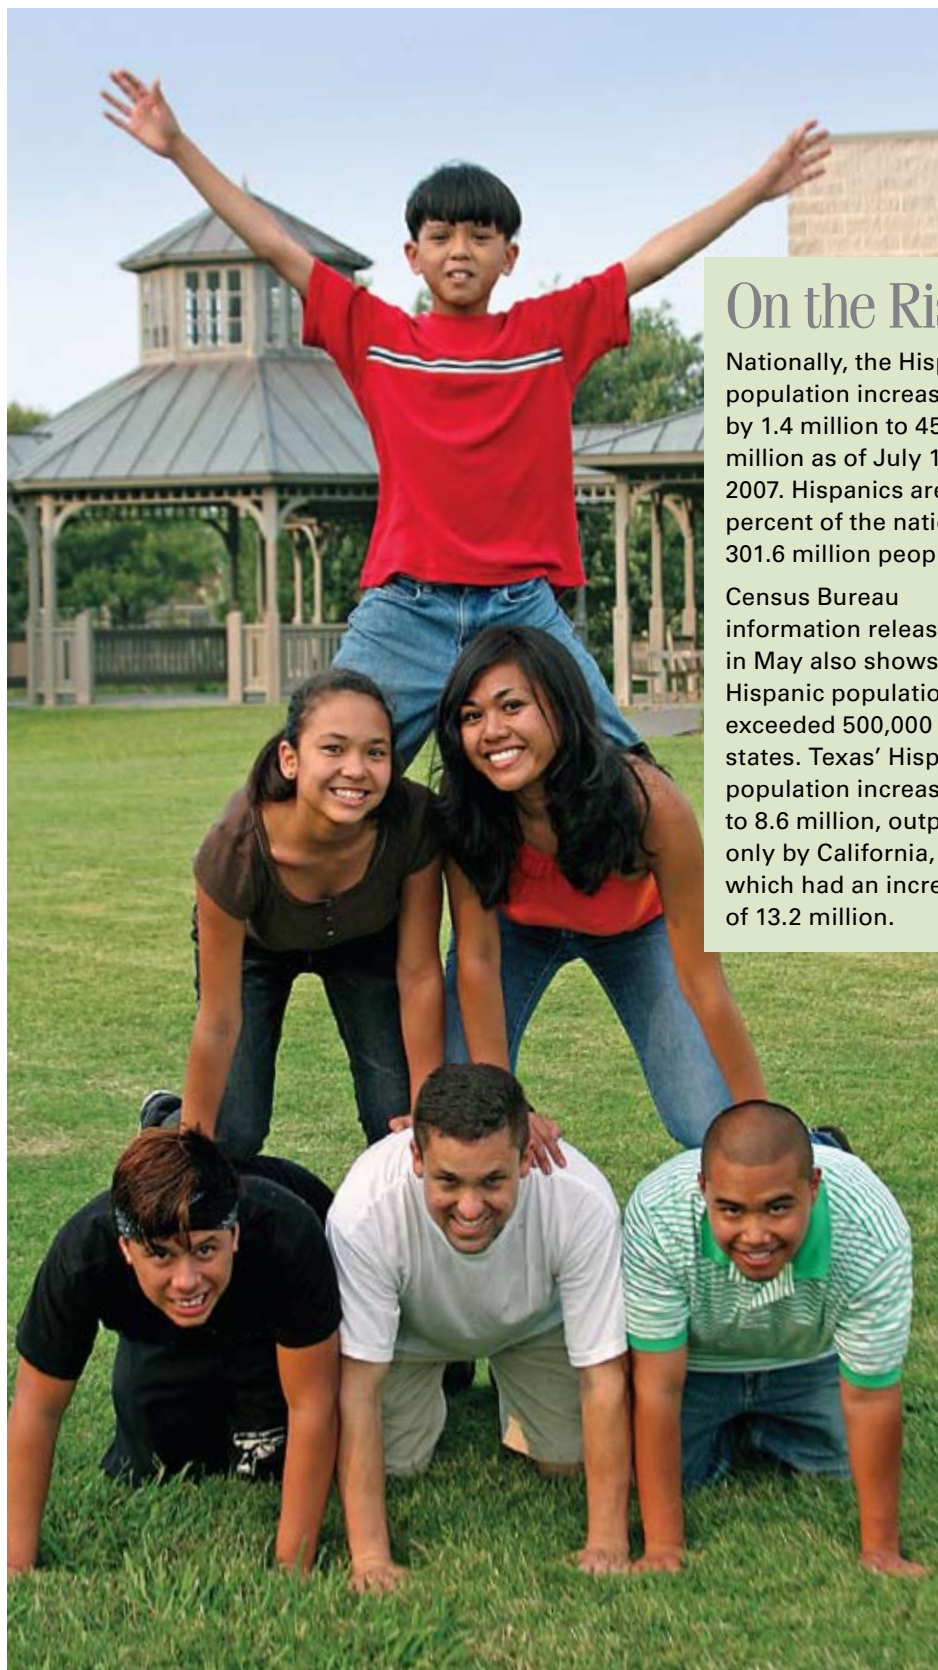 On the Ris
Nationally, the Hisp
population increas
by 1.4 million to 45
million as of July 1
2007. Hispanics are
percent of the nati
301.6 million peop
Census Bureau
information releas
in May also shows
Hispanic populatio
exceeded 500,000
states. Texas’ Hisp
population increas
to 8.6 million, outp
only by California,
which had an incre
of 13.2 million.